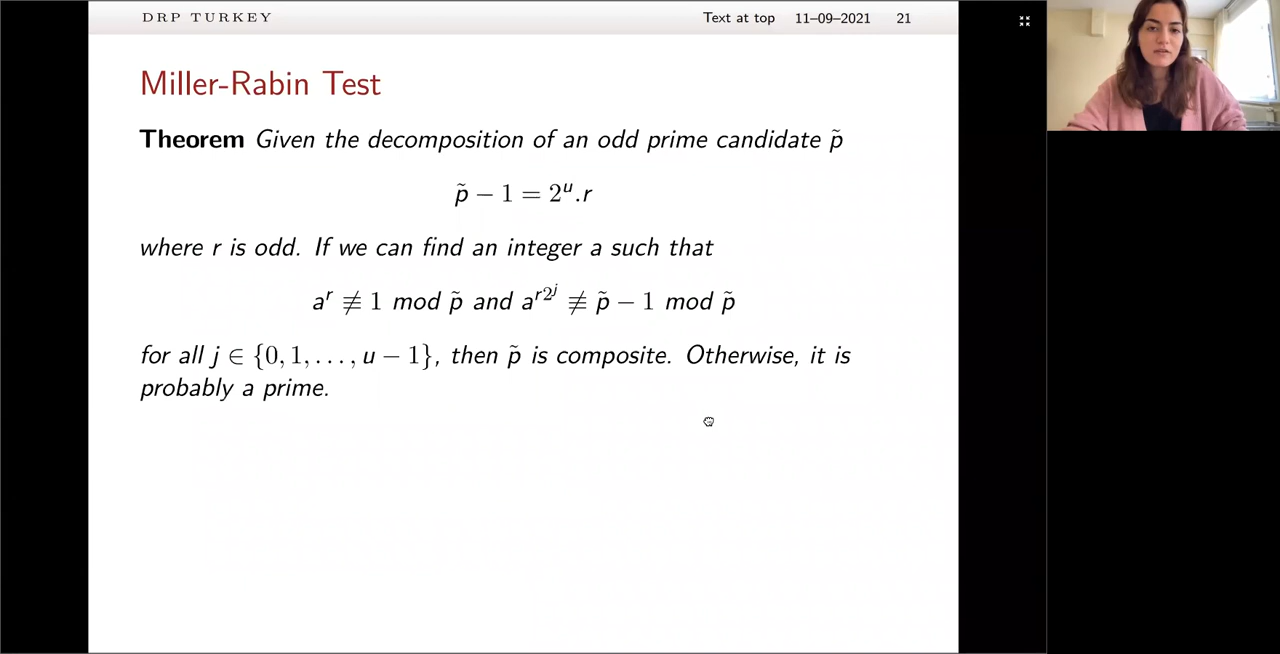 DRP TURKEY Text at top 11–09–2021 21
Miller-Rabin Test
Theorem Given the decomposition of an odd prime candidate p̃
p̃ − 1 = 2ᵘ.r
where r is odd. If we can find an integer a such that
aʳ ≢ 1 mod p̃ and a^{r2^j} ≢ p̃ − 1 mod p̃
for all j ∈ {0, 1, . . . , u − 1}, then p̃ is composite. Otherwise, it is
probably a prime.